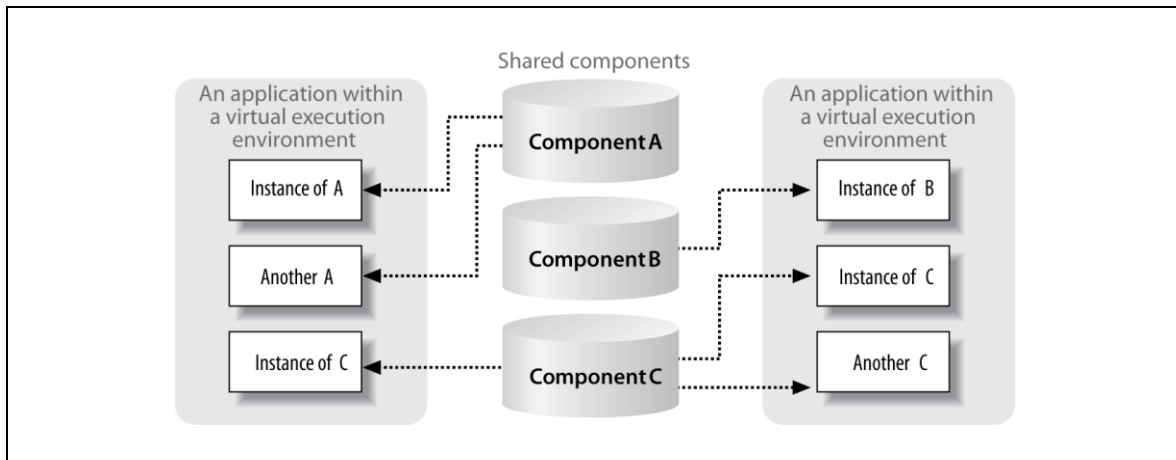 Shared components
An application within
a virtual execution
environment
Instance of A
Another A
Instance of C
Component A
Component B
Component C
An application within
a virtual execution
environment
Instance of B
Instance of C
Another C